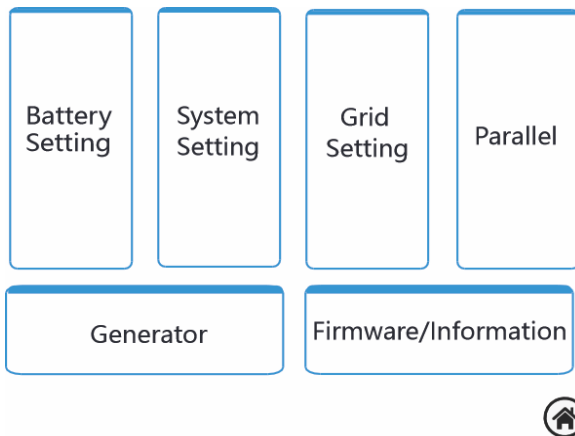 Battery
Setting
System
Setting
Grid
Setting
Parallel
Generator
Firmware/Information